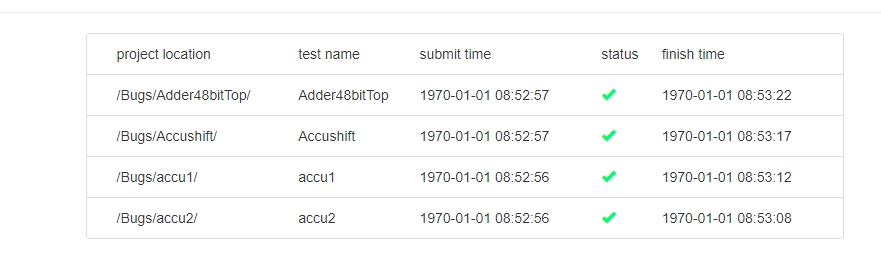 project location test name submit time status finish time
/Bugs/Adder48bitTop/ Adder48bitTop 1970-01-01 08:52:57 1970-01-01 08:53:22
/Bugs/Accushift/ Accushift 1970-01-01 08:52:57 1970-01-01 08:53:17
/Bugs/accu1/ accu1 1970-01-01 08:52:56 1970-01-01 08:53:12
/Bugs/accu2/ accu2 1970-01-01 08:52:56 1970-01-01 08:53:08